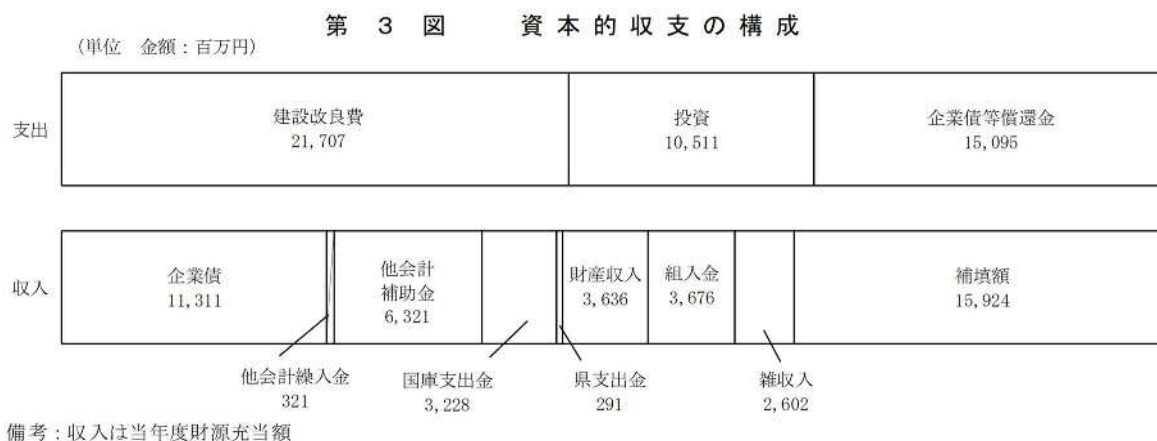 第３図　資本的収支の構成
（単位　金額：百万円）
支出
建設改良費
21,707
投資
10,511
企業債等償還金
15,095
収入
企業債
11,311
他会計
補助金
6,321
財産収入
3,636
組入金
3,676
補填額
15,924
他会計繰入金
321
国庫支出金
3,228
県支出金
291
雑収入
2,602
備考：収入は当年度財源充当額